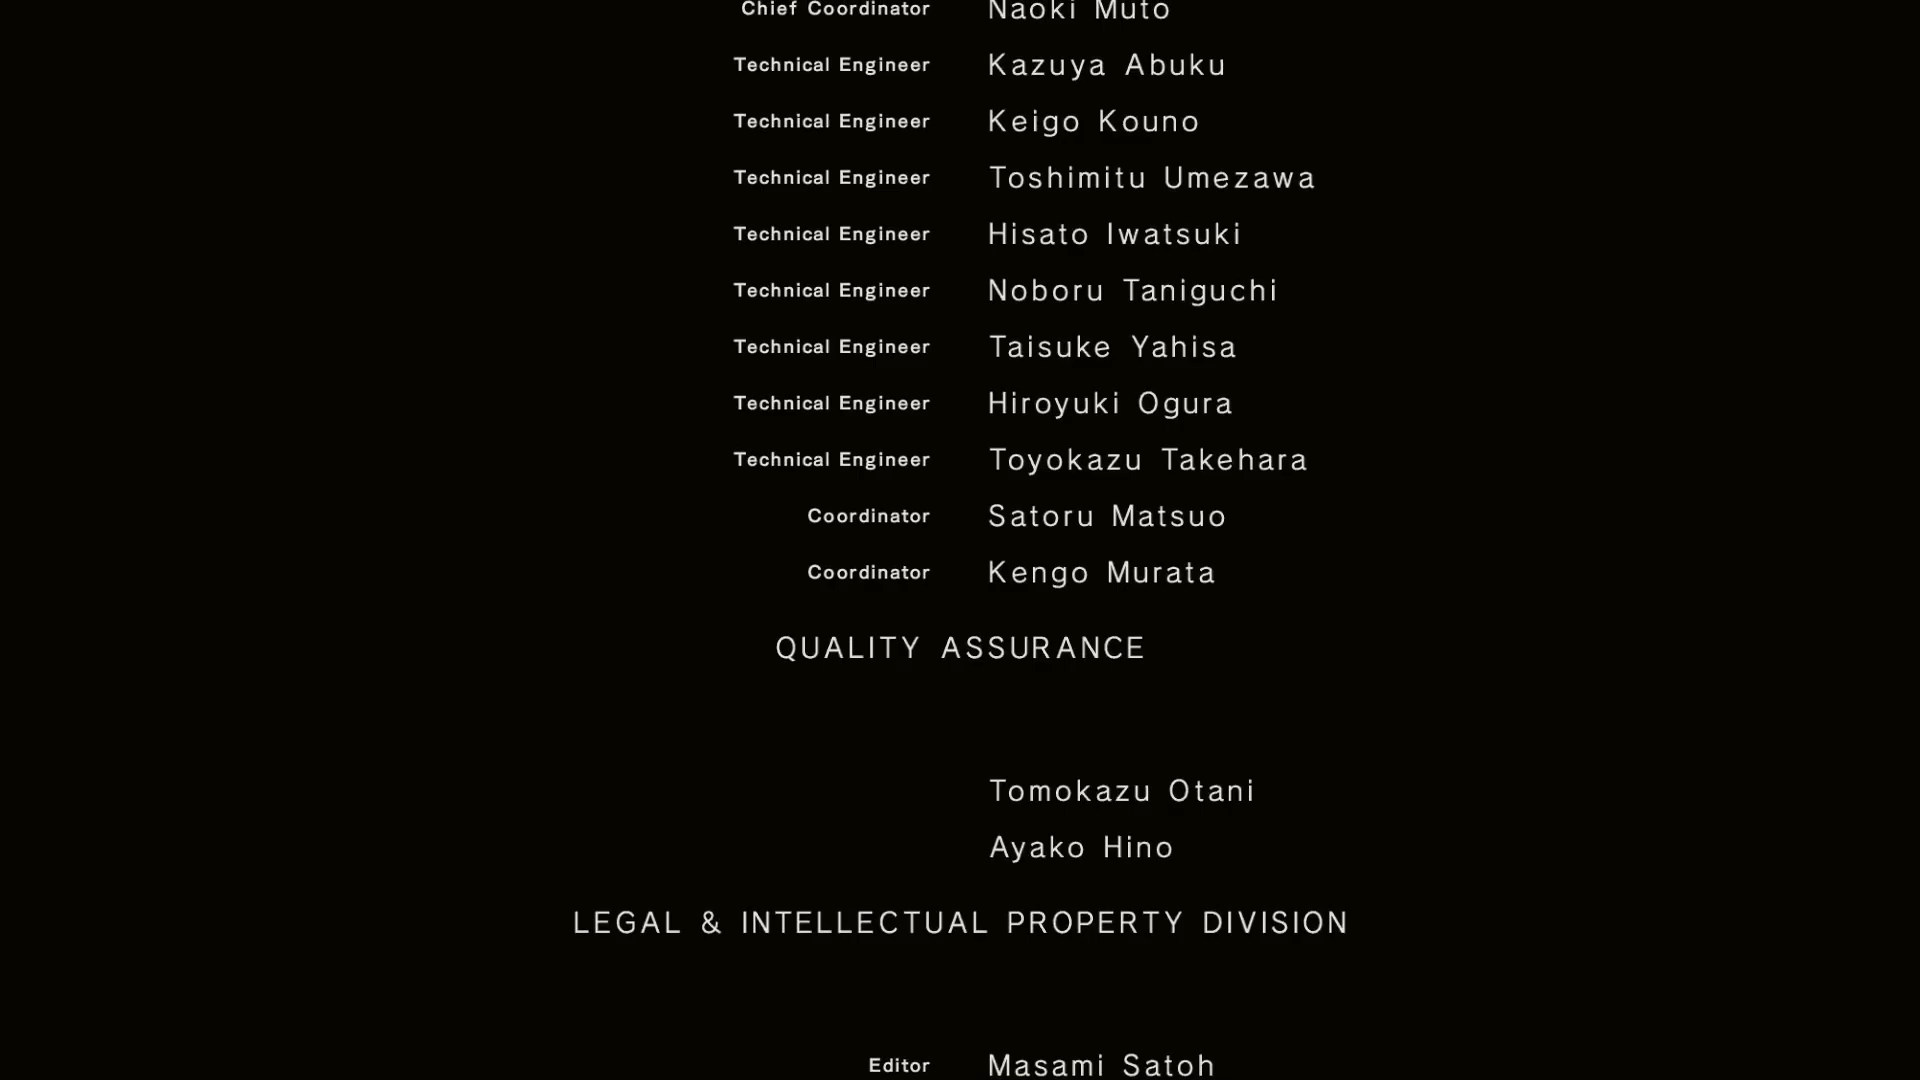 Chief Coordinator Naoki Muto
Technical Engineer Kazuya Abuku
Technical Engineer Keigo Kouno
Technical Engineer Toshimitu Umezawa
Technical Engineer Hisato Iwatsuki
Technical Engineer Noboru Taniguchi
Technical Engineer Taisuke Yahisa
Technical Engineer Hiroyuki Ogura
Technical Engineer Toyokazu Takehara
Coordinator Satoru Matsuo
Coordinator Kengo Murata
QUALITY ASSURANCE
Tomokazu Otani
Ayako Hino
LEGAL & INTELLECTUAL PROPERTY DIVISION
Editor Masami Satoh